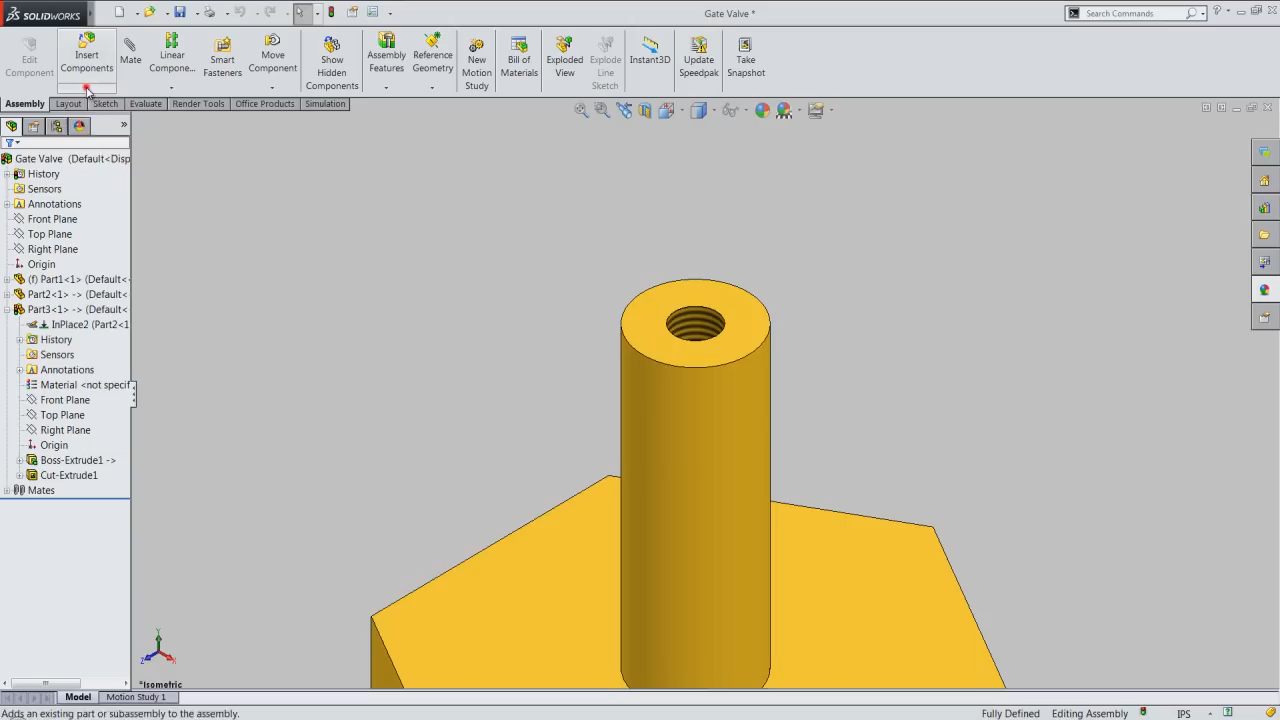 SOLIDWORKS
Gate Valve *
Search Commands
Edit
Component
Insert
Components
Mate
Linear
Compone...
Smart
Fasteners
Move
Component
Show
Hidden
Components
Assembly
Features
Reference
Geometry
New
Motion
Study
Bill of
Materials
Exploded
View
Explode
Line
Sketch
Instant3D
Update
Speedpak
Take
Snapshot
Assembly
Layout
Sketch
Evaluate
Render Tools
Office Products
Simulation
Gate Valve (Default<Disp
History
Sensors
Annotations
Front Plane
Top Plane
Right Plane
Origin
(f) Part1<1> (Default<
Part2<1> -> (Default<
Part3<1> -> (Default<
InPlace2 (Part2<1
History
Sensors
Annotations
Material <not specif
Front Plane
Top Plane
Right Plane
Origin
Boss-Extrude1 ->
Cut-Extrude1
Mates
Y
Z
X
*Isometric
Model
Motion Study 1
Adds an existing part or subassembly to the assembly.
Fully Defined
Editing Assembly
IPS